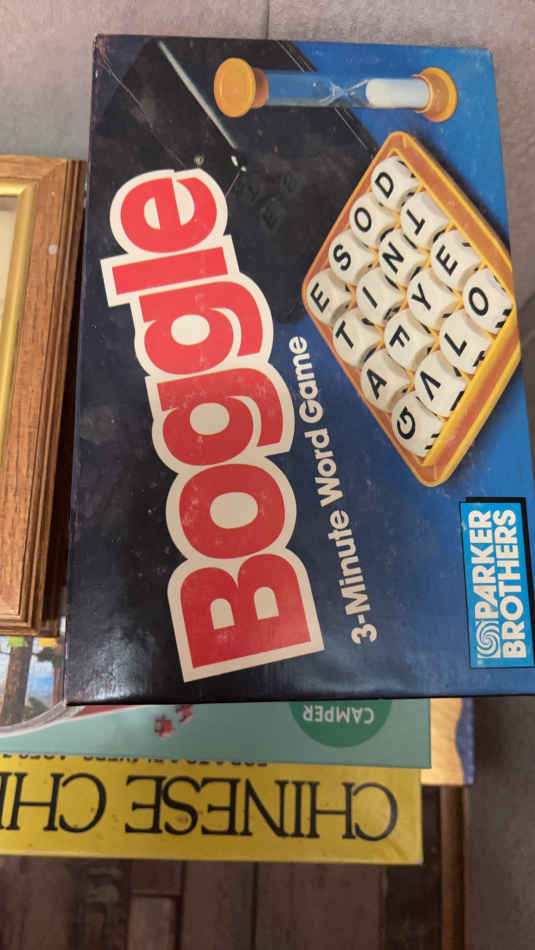 Boggle
3-Minute Word Game
E S O D
T I N T
A F Y E
G V L O
PARKER
BROTHERS
CAMPER
CHINESE CH